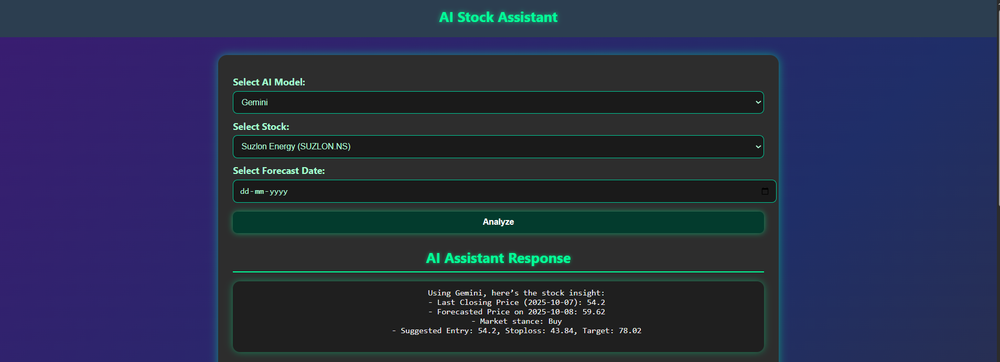 AI Stock Assistant
Select AI Model:
Gemini
Select Stock:
Suzlon Energy (SUZLON.NS)
Select Forecast Date:
dd-mm-yyyy
Analyze
AI Assistant Response
Using Gemini, here’s the stock insight:
- Last Closing Price (2025-10-07): 54.2
- Forecasted Price on 2025-10-08: 59.62
- Market stance: Buy
- Suggested Entry: 54.2, Stoploss: 43.84, Target: 78.02